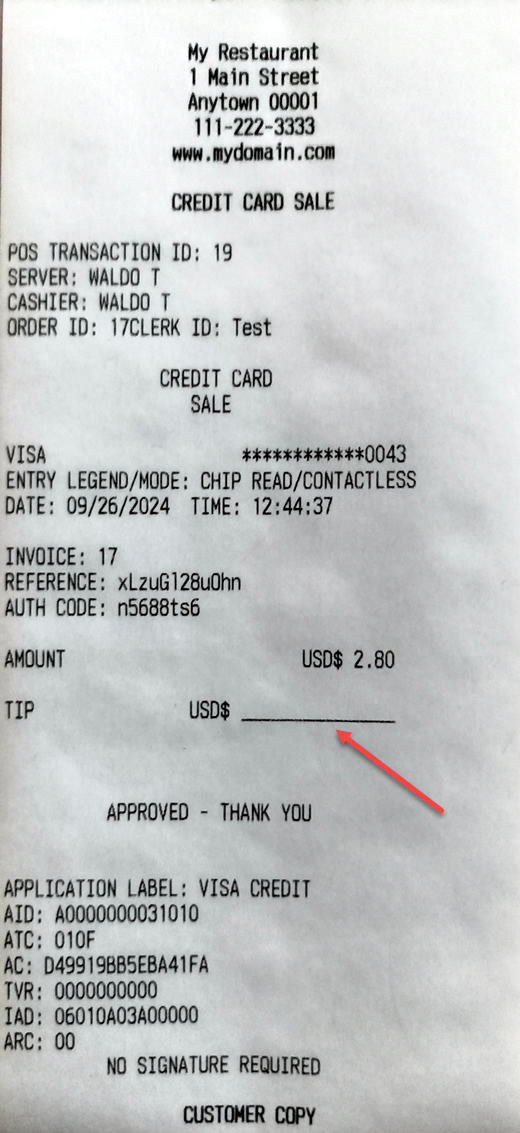 My Restaurant
1 Main Street
Anytown 00001
111-222-3333
www.mydomain.com
CREDIT CARD SALE
POS TRANSACTION ID: 19
SERVER: WALDO T
CASHIER: WALDO T
ORDER ID: 17CLERK ID: Test
CREDIT CARD
SALE
VISA ************0043
ENTRY LEGEND/MODE: CHIP READ/CONTACTLESS
DATE: 09/26/2024 TIME: 12:44:37
INVOICE: 17
REFERENCE: xLzuGl28uOhn
AUTH CODE: n5688ts6
AMOUNT USD$ 2.80
TIP USD$ _______________
APPROVED - THANK YOU
APPLICATION LABEL: VISA CREDIT
AID: A0000000031010
ATC: 010F
AC: D49919BB5EBA41FA
TVR: 0000000000
IAD: 06010A03A00000
ARC: 00
NO SIGNATURE REQUIRED
CUSTOMER COPY